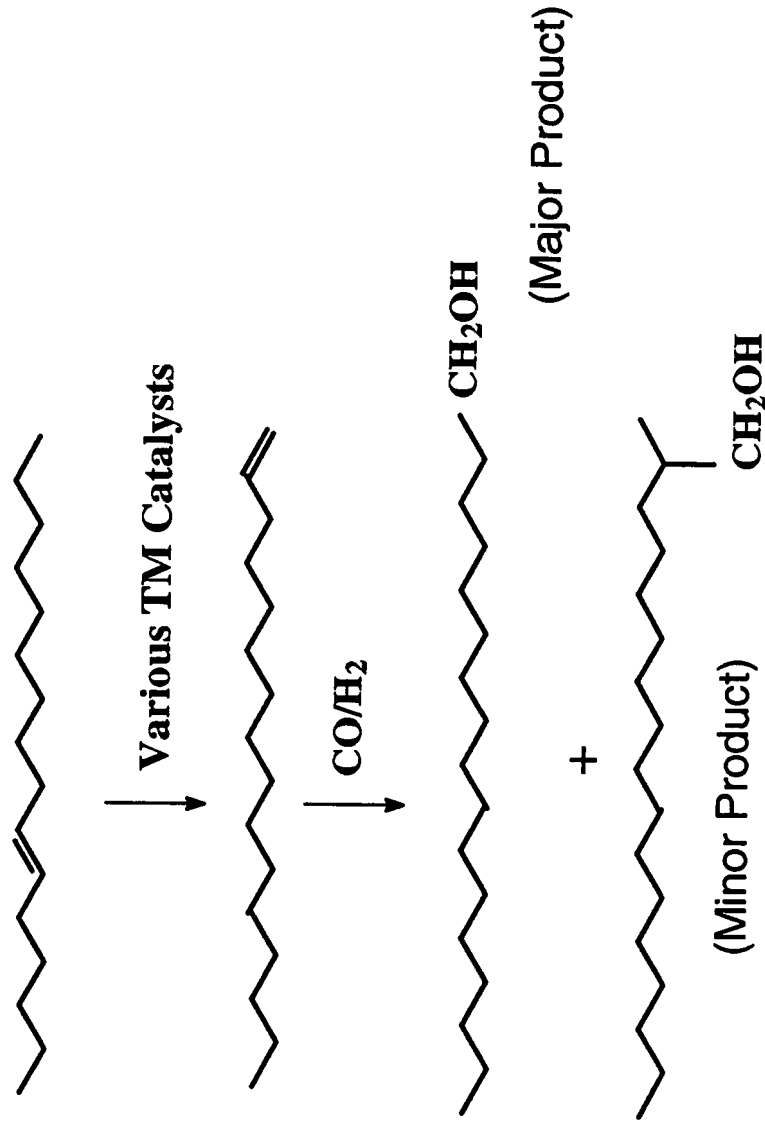 Various TM Catalysts
CO/H₂
CH₂OH
(Major Product)
+
CH₂OH
(Minor Product)